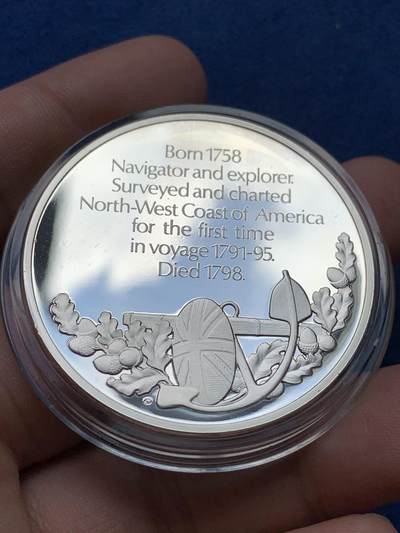 Born 1758
Navigator and explorer.
Surveyed and charted
North-West Coast of America
for the first time
in voyage 1791-95.
Died 1798.